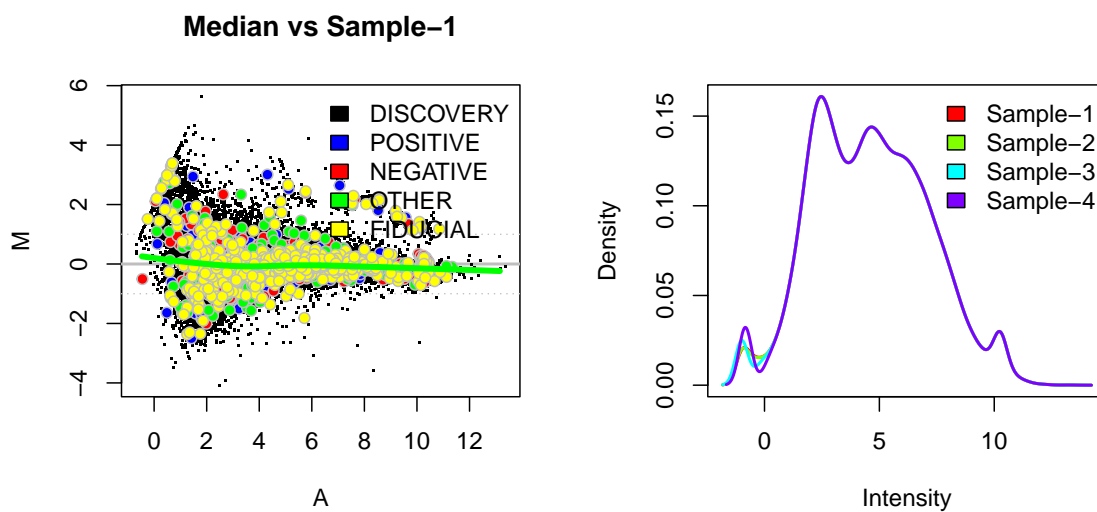 Median vs Sample−1
6
4
2
0
−2
−4
M
0
2
4
6
8
10
12
A
DISCOVERY
POSITIVE
NEGATIVE
OTHER
FIDUCIAL
0.15
0.10
0.05
0.00
Density
0
5
10
Intensity
Sample−1
Sample−2
Sample−3
Sample−4